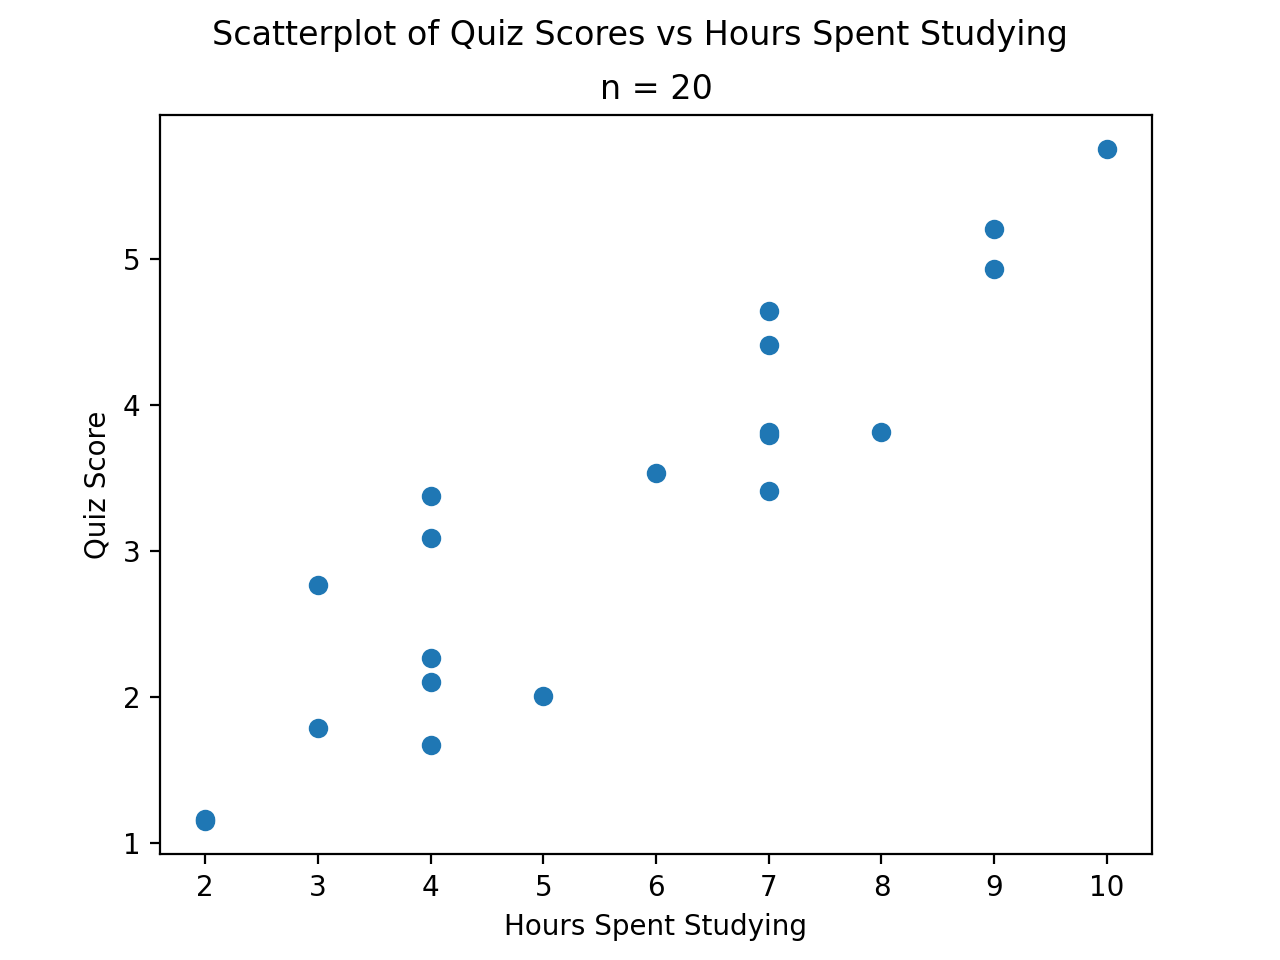 Scatterplot of Quiz Scores vs Hours Spent Studying
n = 20
5
4
3
2
1
Quiz Score
2 3 4 5 6 7 8 9 10
Hours Spent Studying